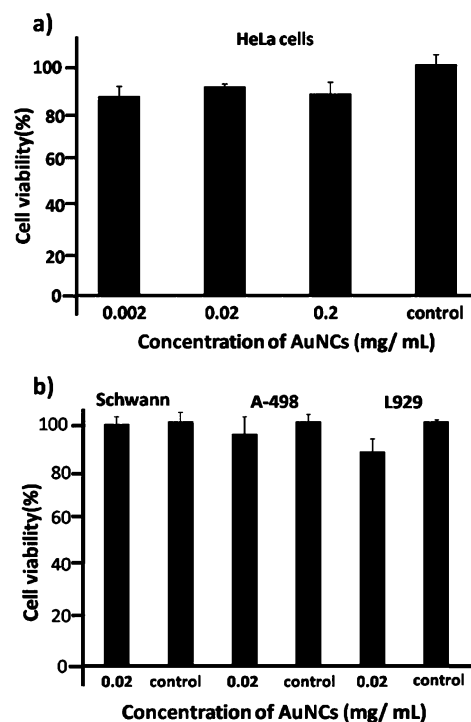 a)
HeLa cells
100
80
60
40
20
0
Cell viability(%)
0.002 0.02 0.2 control
Concentration of AuNCs (mg/ mL)
b)
Schwann A-498 L929
100
80
60
40
20
0
Cell viability(%)
0.02 control 0.02 control 0.02 control
Concentration of AuNCs (mg/ mL)